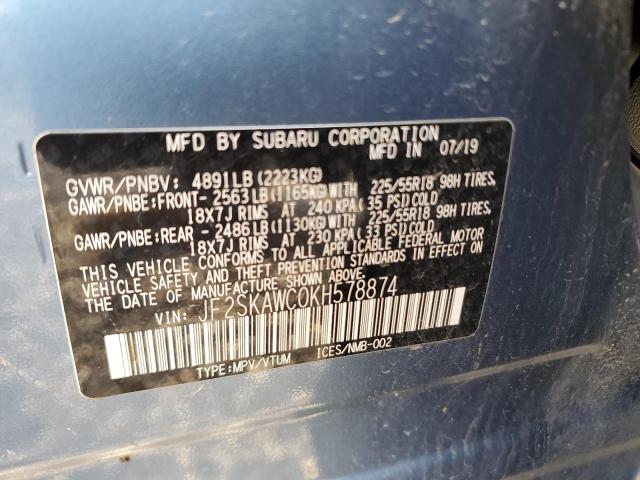 MFD BY SUBARU CORPORATION
MFD IN 07/19
GVWR/PNBV: 4891LB (2223KG)
GAWR/PNBE:FRONT- 2563LB (1165KG) WITH 225/55R18 98H TIRES,
18X7J RIMS AT 240 KPA (35 PSI) COLD
GAWR/PNBE:REAR - 2486LB (1130KG) WITH 225/55R18 98H TIRES,
18X7J RIMS AT 230 KPA (33 PSI) COLD
THIS VEHICLE CONFORMS TO ALL APPLICABLE FEDERAL MOTOR
VEHICLE SAFETY AND THEFT PREVENTION STANDARDS IN EFFECT ON
THE DATE OF MANUFACTURE SHOWN ABOVE.
VIN: JF2SKAWC0KH578874
TYPE:MPV/VTUM ICES/NMB-002